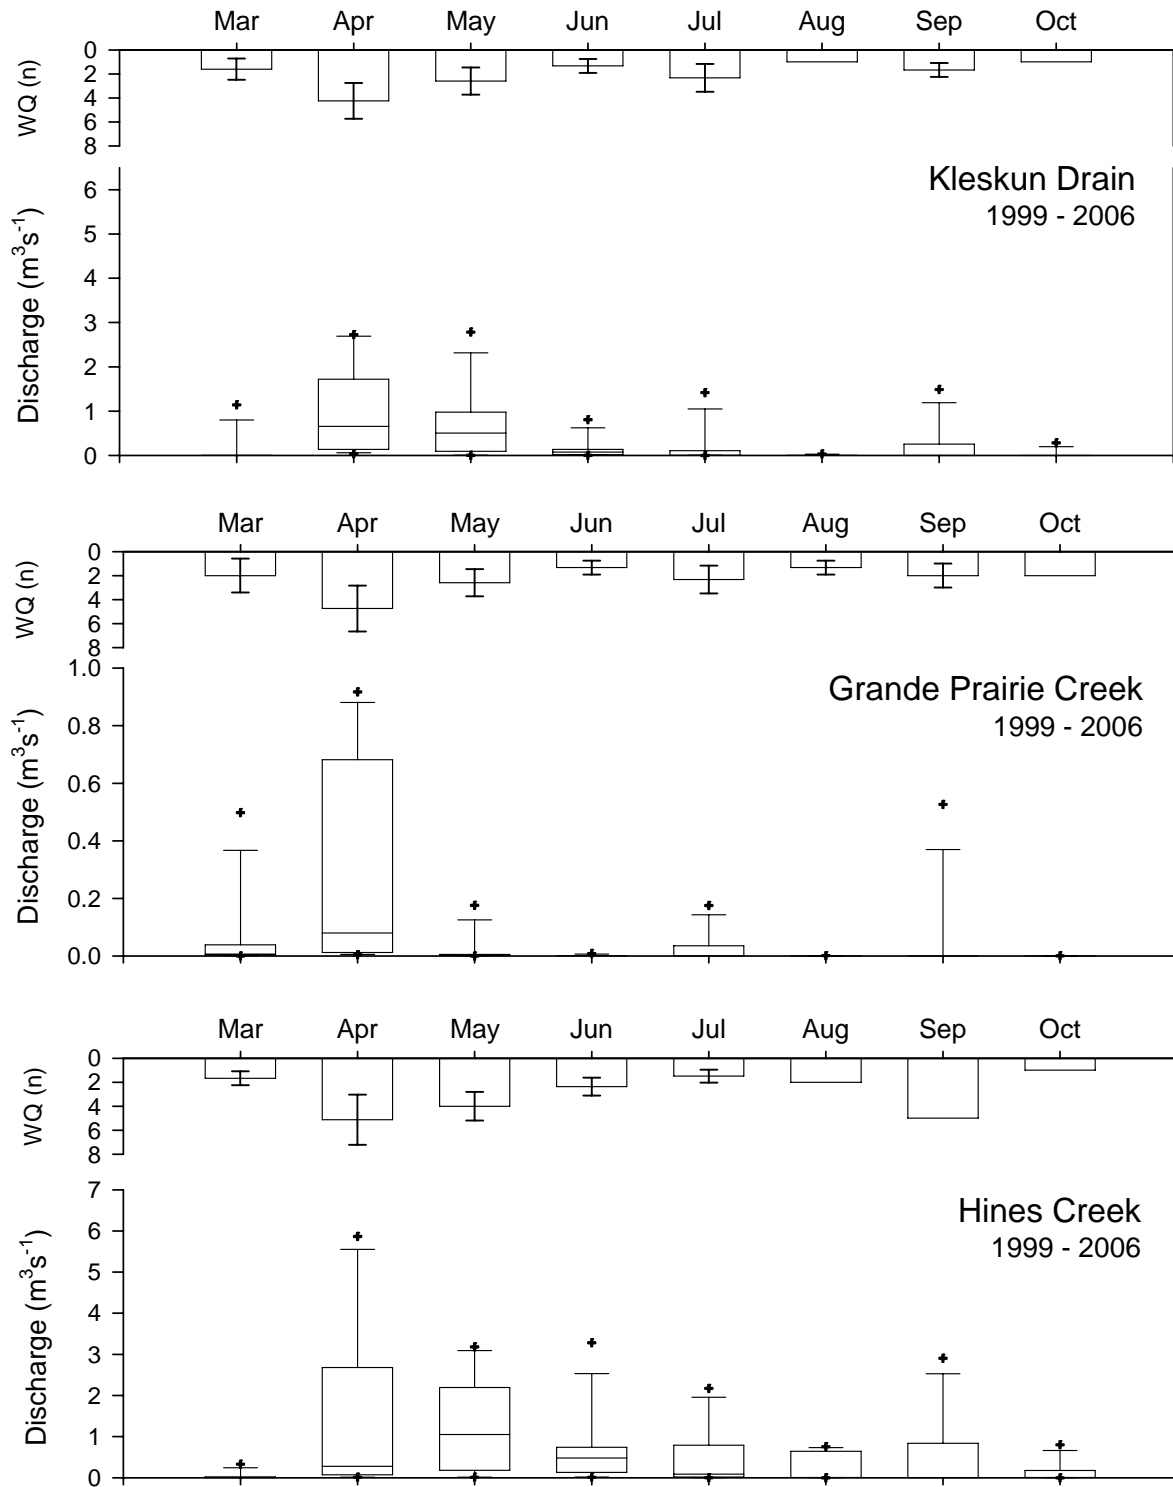 Mar Apr May Jun Jul Aug Sep Oct
WQ (n)
0
2
4
6
8
Discharge (m³s⁻¹)
6
5
4
3
2
1
0
Kleskun Drain
1999 - 2006
Mar Apr May Jun Jul Aug Sep Oct
WQ (n)
0
2
4
6
8
Discharge (m³s⁻¹)
1.0
0.8
0.6
0.4
0.2
0.0
Grande Prairie Creek
1999 - 2006
Mar Apr May Jun Jul Aug Sep Oct
WQ (n)
0
2
4
6
8
Discharge (m³s⁻¹)
7
6
5
4
3
2
1
0
Hines Creek
1999 - 2006